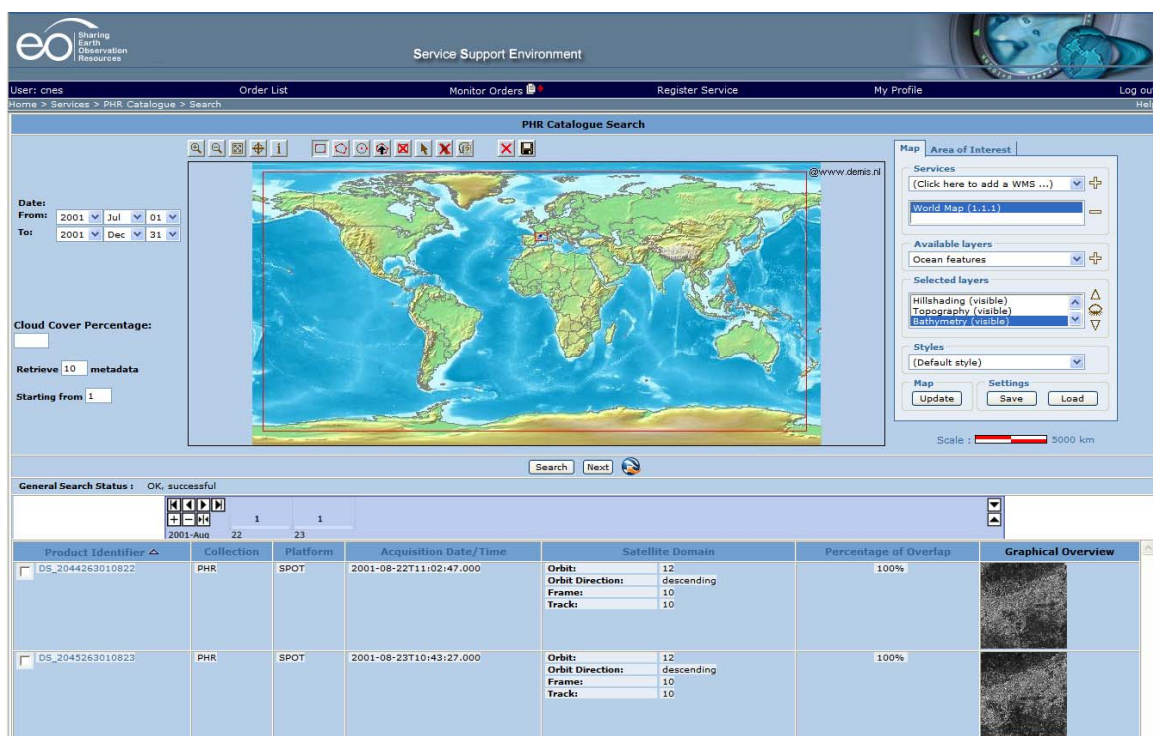 eo Sharing
Earth
Observation
Resources
Service Support Environment
User: cnes Order List Monitor Orders Register Service My Profile Log out
Home > Services > PHR Catalogue > Search Help
PHR Catalogue Search
@www.demis.nl
Map Area of Interest
Services
(Click here to add a WMS ...)
World Map (1.1.1)
Available layers
Ocean features
Selected layers
Hillshading (visible)
Topography (visible)
Bathymetry (visible)
Styles
(Default style)
Map Settings
Update Save Load
Scale : 5000 km
Date:
From: 2001 Jul 01
To: 2001 Dec 31
Cloud Cover Percentage:
Retrieve 10 metadata
Starting from 1
Search Next
General Search Status : OK, successful
1 1
2001-Aug 22 23
Product Identifier Collection Platform Acquisition Date/Time Satellite Domain Percentage of Overlap Graphical Overview
DS_2044263010822 PHR SPOT 2001-08-22T11:02:47.000 Orbit: 12 100%
Orbit Direction: descending
Frame: 10
Track: 10
DS_2045263010823 PHR SPOT 2001-08-23T10:43:27.000 Orbit: 12 100%
Orbit Direction: descending
Frame: 10
Track: 10